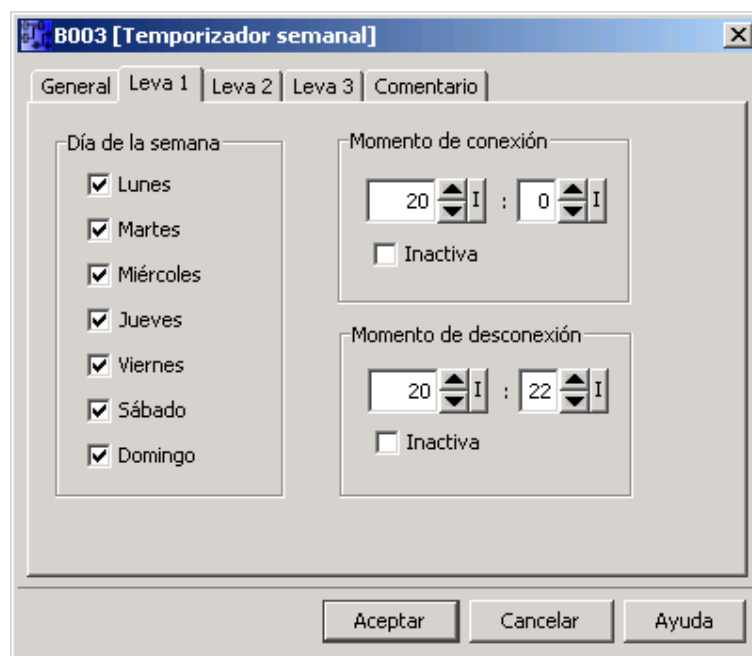 B003 [Temporizador semanal]
General Leva 1 Leva 2 Leva 3 Comentario
Día de la semana
Lunes
Martes
Miércoles
Jueves
Viernes
Sábado
Domingo
Momento de conexión
20 I : 0 I
Inactiva
Momento de desconexión
20 I : 22 I
Inactiva
Aceptar Cancelar Ayuda